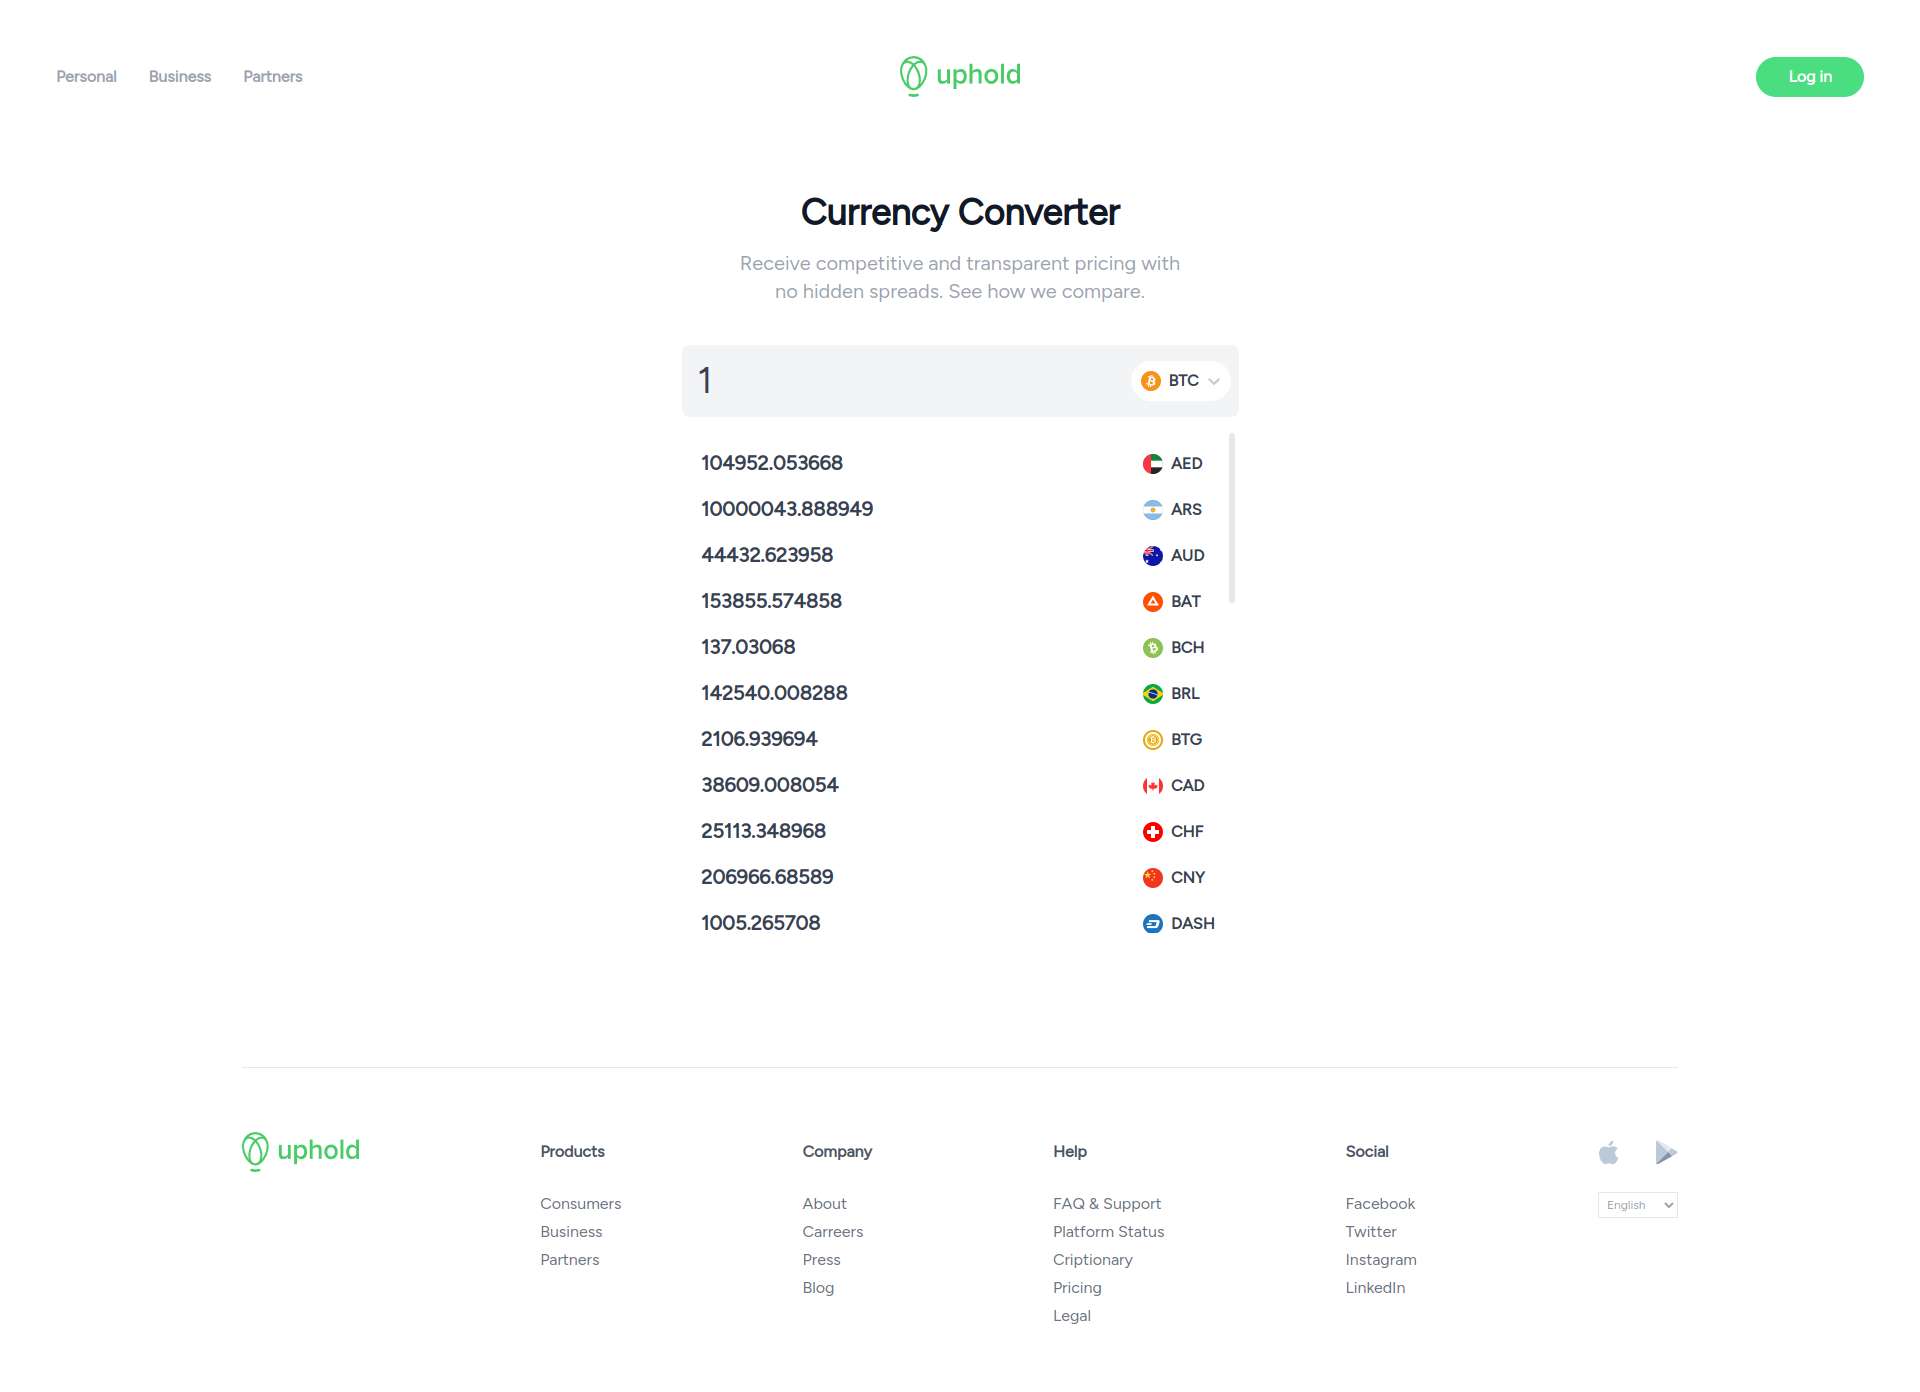 Personal Business Partners uphold Log in
Currency Converter
Receive competitive and transparent pricing with
no hidden spreads. See how we compare.
1 BTC
104952.053668 AED
10000043.888949 ARS
44432.623958 AUD
153855.574858 BAT
137.03068 BCH
142540.008288 BRL
2106.939694 BTG
38609.008054 CAD
25113.348968 CHF
206966.68589 CNY
1005.265708 DASH
uphold
Products
Consumers
Business
Partners
Company
About
Careers
Press
Blog
Help
FAQ & Support
Platform Status
Criptionary
Pricing
Legal
Social
Facebook
Twitter
Instagram
LinkedIn
English